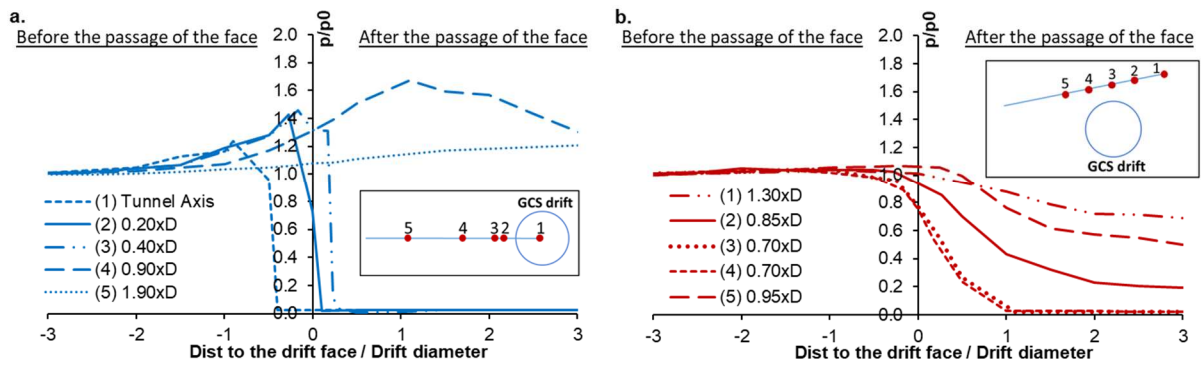 a.
Before the passage of the face
After the passage of the face
p/p0
2.0
1.8
1.6
1.4
1.2
1.0
0.8
0.6
0.4
0.2
0.0
(1) Tunnel Axis
(2) 0.20xD
(3) 0.40xD
(4) 0.90xD
(5) 1.90xD
GCS drift
5 4 3 2 1
-3 -2 -1 0 1 2 3
Dist to the drift face / Drift diameter
b.
Before the passage of the face
After the passage of the face
p/p0
2.0
1.8
1.6
1.4
1.2
1.0
0.8
0.6
0.4
0.2
0.0
5 4 3 2 1
GCS drift
(1) 1.30xD
(2) 0.85xD
(3) 0.70xD
(4) 0.70xD
(5) 0.95xD
-3 -2 -1 0 1 2 3
Dist to the drift face / Drift diameter